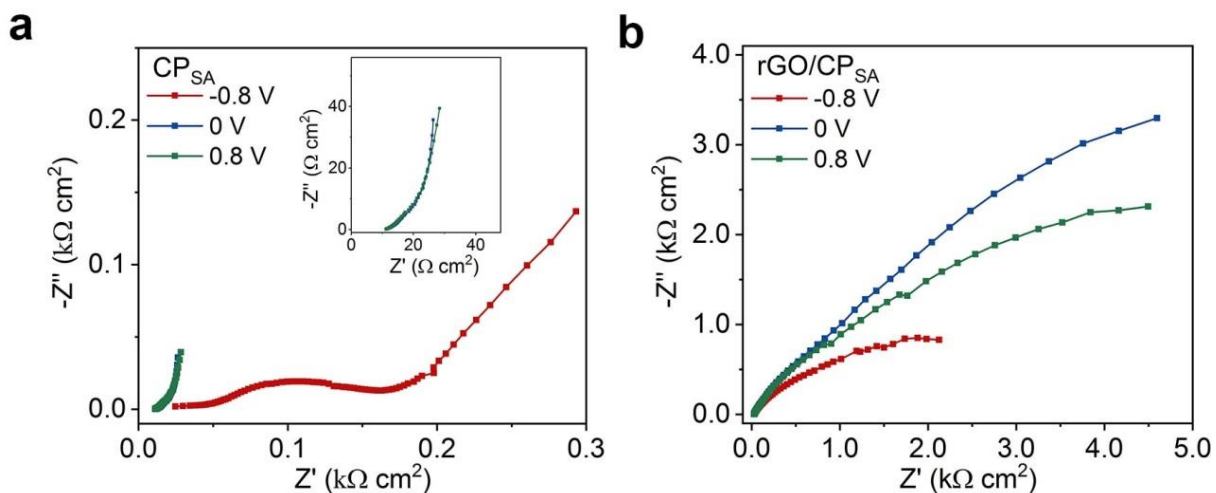 a
CP_SA
-0.8 V
0 V
0.8 V
-Z'' (kΩ cm²)
0.2
0.1
0.0
0.0 0.1 0.2 0.3
Z' (kΩ cm²)
-Z'' (Ω cm²)
40
20
0
0 20 40
Z' (Ω cm²)
b
rGO/CP_SA
-0.8 V
0 V
0.8 V
-Z'' (kΩ cm²)
4.0
3.0
2.0
1.0
0.0
0.0 1.0 2.0 3.0 4.0 5.0
Z' (kΩ cm²)